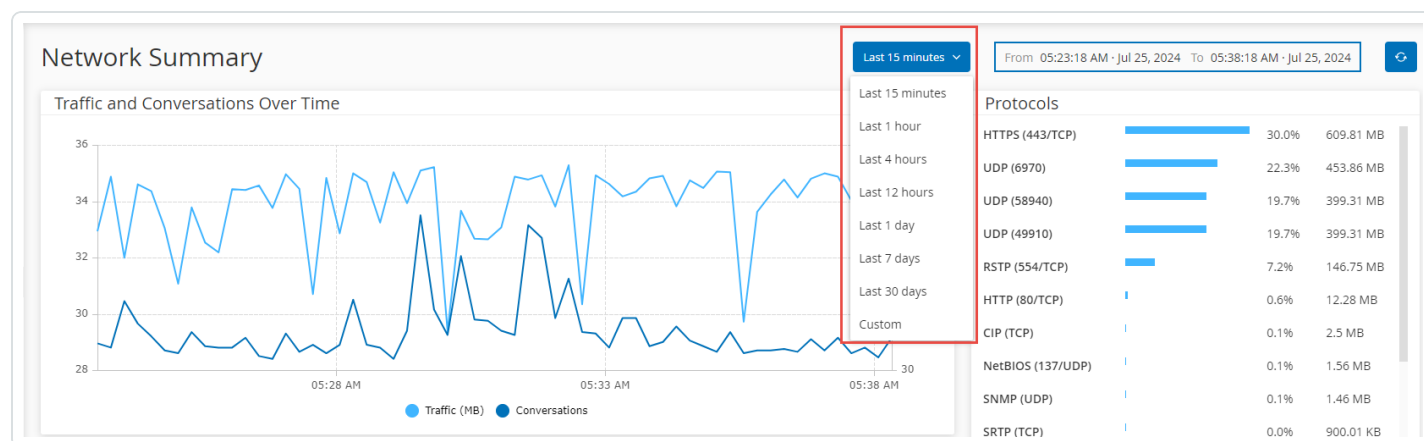 Network Summary
Last 15 minutes
From 05:23:18 AM · Jul 25, 2024 To 05:38:18 AM · Jul 25, 2024
Last 15 minutes
Last 1 hour
Last 4 hours
Last 12 hours
Last 1 day
Last 7 days
Last 30 days
Custom
Traffic and Conversations Over Time
36
34
32
30
28
30
05:28 AM
05:33 AM
05:38 AM
Traffic (MB) Conversations
Protocols
HTTPS (443/TCP) 30.0% 609.81 MB
UDP (6970) 22.3% 453.86 MB
UDP (58940) 19.7% 399.31 MB
UDP (49910) 19.7% 399.31 MB
RSTP (554/TCP) 7.2% 146.75 MB
HTTP (80/TCP) 0.6% 12.28 MB
CIP (TCP) 0.1% 2.5 MB
NetBIOS (137/UDP) 0.1% 1.56 MB
SNMP (UDP) 0.1% 1.46 MB
SRTP (TCP) 0.0% 900.01 KB